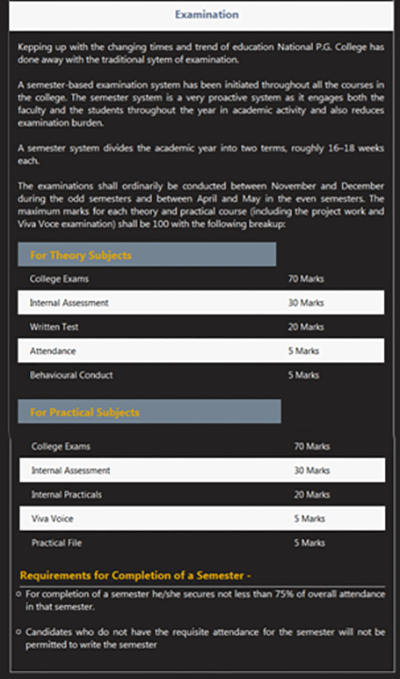 Examination
Kepping up with the changing times and trend of education National P.G. College has
done away with the traditional sytem of examination.
A semester-based examination system has been initiated throughout all the courses in
the college. The semester system is a very proactive system as it engages both the
faculty and the students throughout the year in academic activity and also reduces
examination burden.
A semester system divides the academic year into two terms, roughly 16–18 weeks
each.
The examinations shall ordinarily be conducted between November and December
during the odd semesters and between April and May in the even semesters. The
maximum marks for each theory and practical course (including the project work and
Viva Voce examination) shall be 100 with the following breakup:
For Theory Subjects
College Exams 70 Marks
Internal Assessment 30 Marks
Written Test 20 Marks
Attendance 5 Marks
Behavioural Conduct 5 Marks
For Practical Subjects
College Exams 70 Marks
Internal Assessment 30 Marks
Internal Practicals 20 Marks
Viva Voice 5 Marks
Practical File 5 Marks
Requirements for Completion of a Semester -
For completion of a semester he/she secures not less than 75% of overall attendance
in that semester.
Candidates who do not have the requisite attendance for the semester will not be
permitted to write the semester